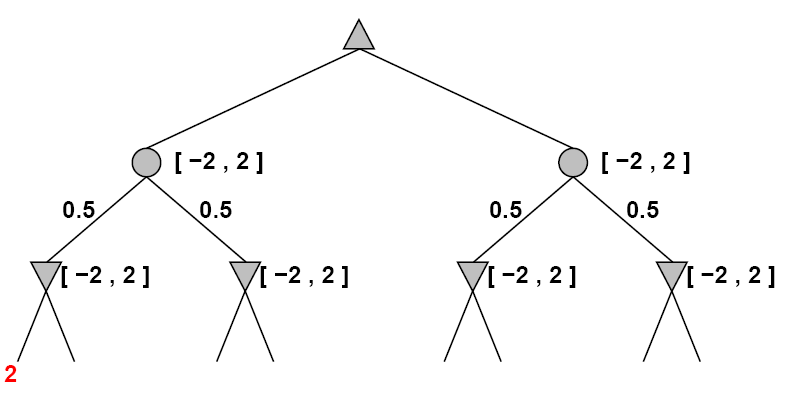 [ −2 , 2 ] [ −2 , 2 ]
0.5 0.5 0.5 0.5
[ −2 , 2 ] [ −2 , 2 ] [ −2 , 2 ] [ −2 , 2 ]
2